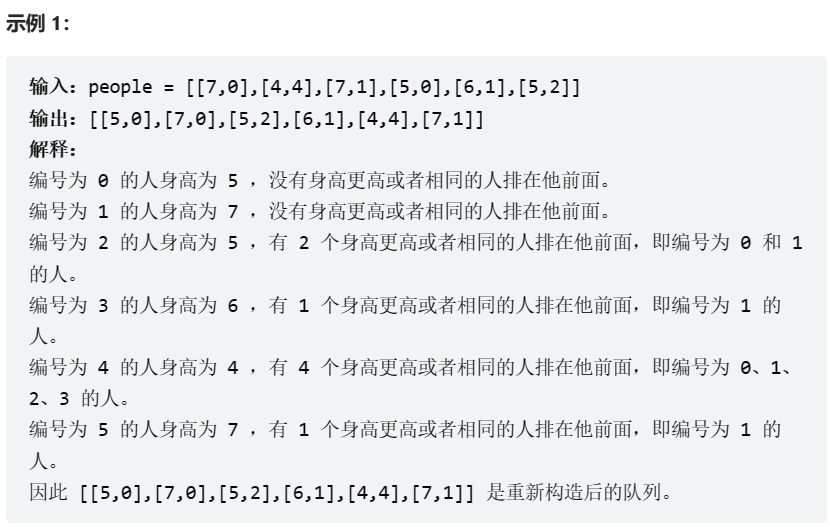 示例 1：
输入：people = [[7,0],[4,4],[7,1],[5,0],[6,1],[5,2]]
输出：[[5,0],[7,0],[5,2],[6,1],[4,4],[7,1]]
解释：
编号为 0 的人身高为 5 ，没有身高更高或者相同的人排在他前面。
编号为 1 的人身高为 7 ，没有身高更高或者相同的人排在他前面。
编号为 2 的人身高为 5 ，有 2 个身高更高或者相同的人排在他前面，即编号为 0 和 1
的人。
编号为 3 的人身高为 6 ，有 1 个身高更高或者相同的人排在他前面，即编号为 1 的
人。
编号为 4 的人身高为 4 ，有 4 个身高更高或者相同的人排在他前面，即编号为 0、1、
2、3 的人。
编号为 5 的人身高为 7 ，有 1 个身高更高或者相同的人排在他前面，即编号为 1 的
人。
因此 [[5,0],[7,0],[5,2],[6,1],[4,4],[7,1]] 是重新构造后的队列。